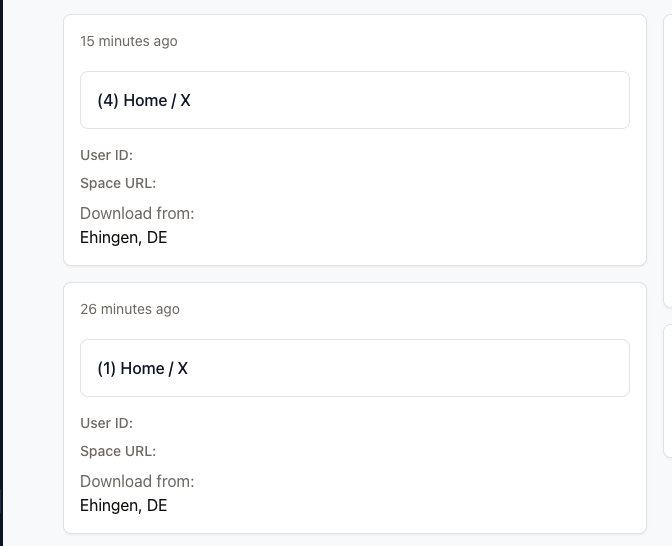 15 minutes ago
(4) Home / X
User ID:
Space URL:
Download from:
Ehingen, DE
26 minutes ago
(1) Home / X
User ID:
Space URL:
Download from:
Ehingen, DE